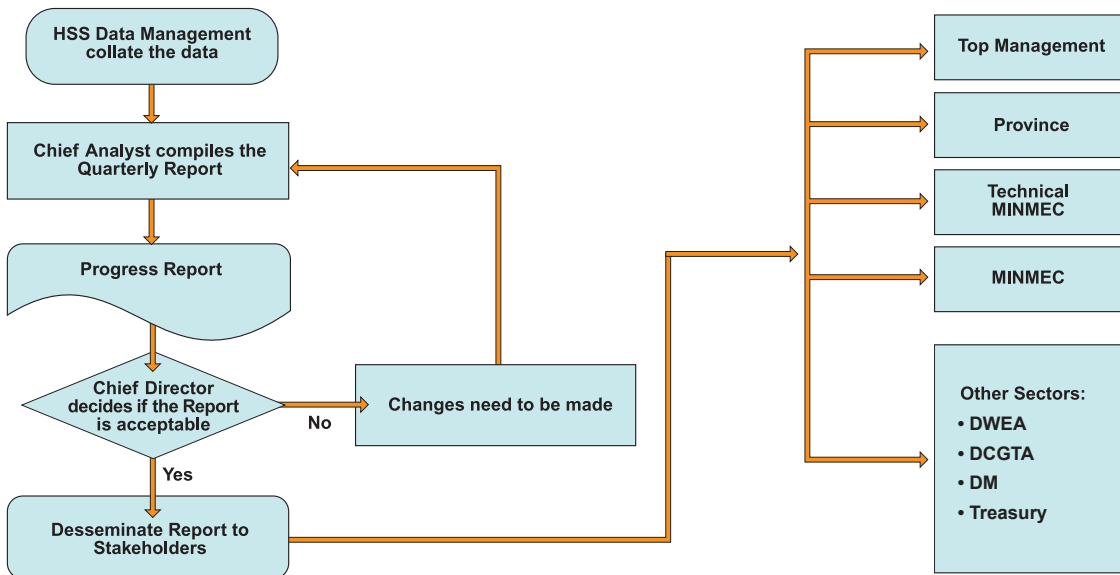 HSS Data Management
collate the data
Chief Analyst compiles the
Quarterly Report
Progress Report
Chief Director
decides if the Report
is acceptable
No
Changes need to be made
Yes
Desseminate Report to
Stakeholders
Top Management
Province
Technical
MINMEC
MINMEC
Other Sectors:
• DWEA
• DCGTA
• DM
• Treasury